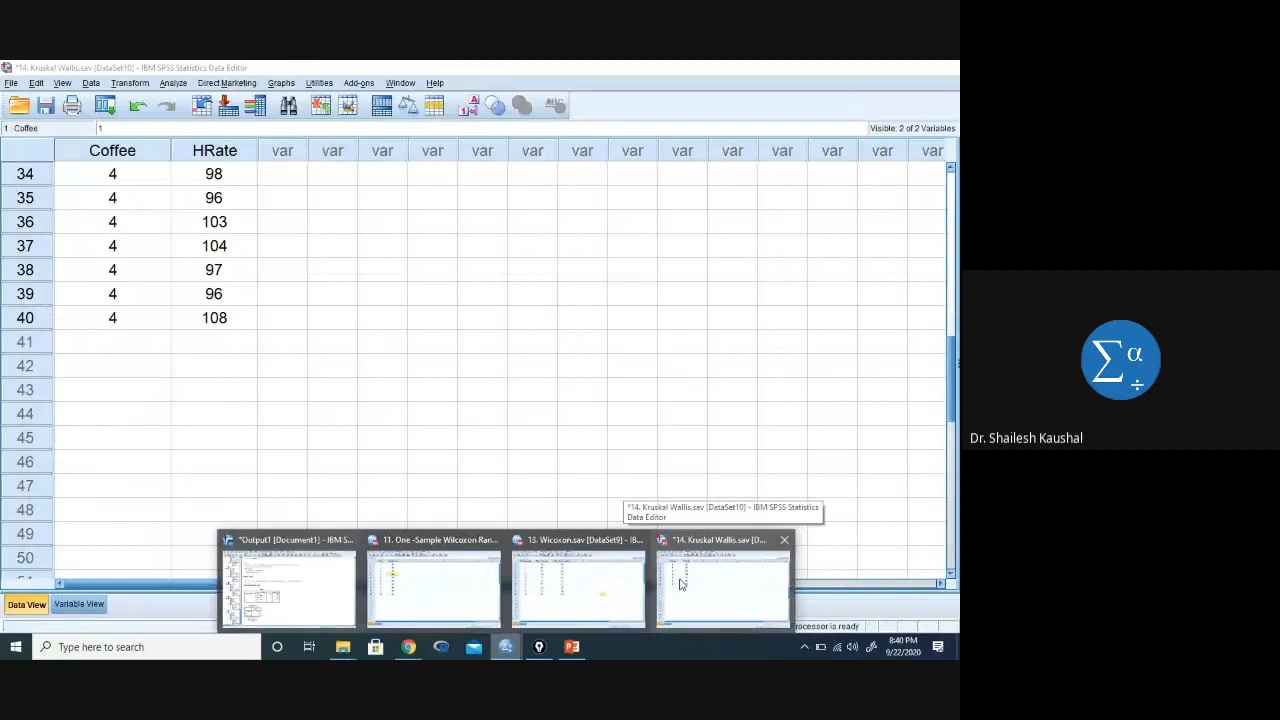 *14. Kruskal Wallis.sav [DataSet10] - IBM SPSS Statistics Data Editor
File Edit View Data Transform Analyze Direct Marketing Graphs Utilities Add-ons Window Help
1 : Coffee 1 Visible: 2 of 2 Variables
Coffee HRate var var var var var var var var var var var var var var
34 4 98
35 4 96
36 4 103
37 4 104
38 4 97
39 4 96
40 4 108
41
42
43
44
45
46
47
48
49
50
*14. Kruskal Wallis.sav [DataSet10] - IBM SPSS Statistics
Data Editor
*Output1 [Document1] - IBM S... 11. One -Sample Wilcoxon Ran... 13. Wicoxon.sav [DataSet9] - IB... *14. Kruskal Wallis.sav [D...
Data View Variable View
rocessor is ready
Type here to search
8:40 PM
9/22/2020
Σ α ÷
Dr. Shailesh Kaushal